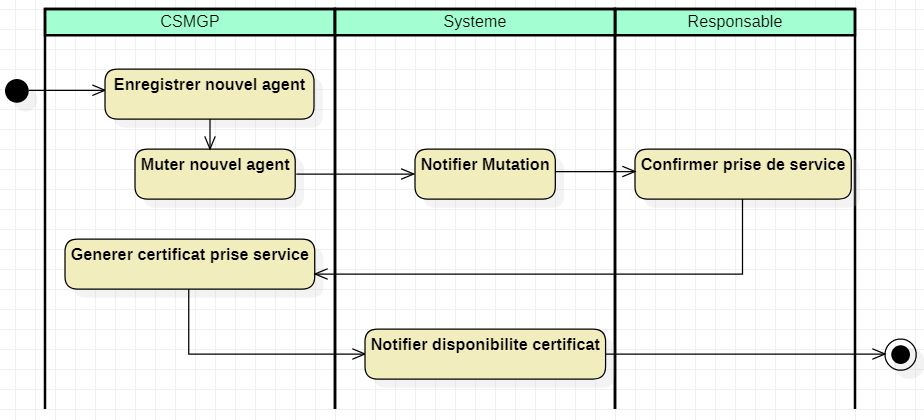 CSMGP
Systeme
Responsable
Enregistrer nouvel agent
Muter nouvel agent
Notifier Mutation
Confirmer prise de service
Generer certificat prise service
Notifier disponibilite certificat